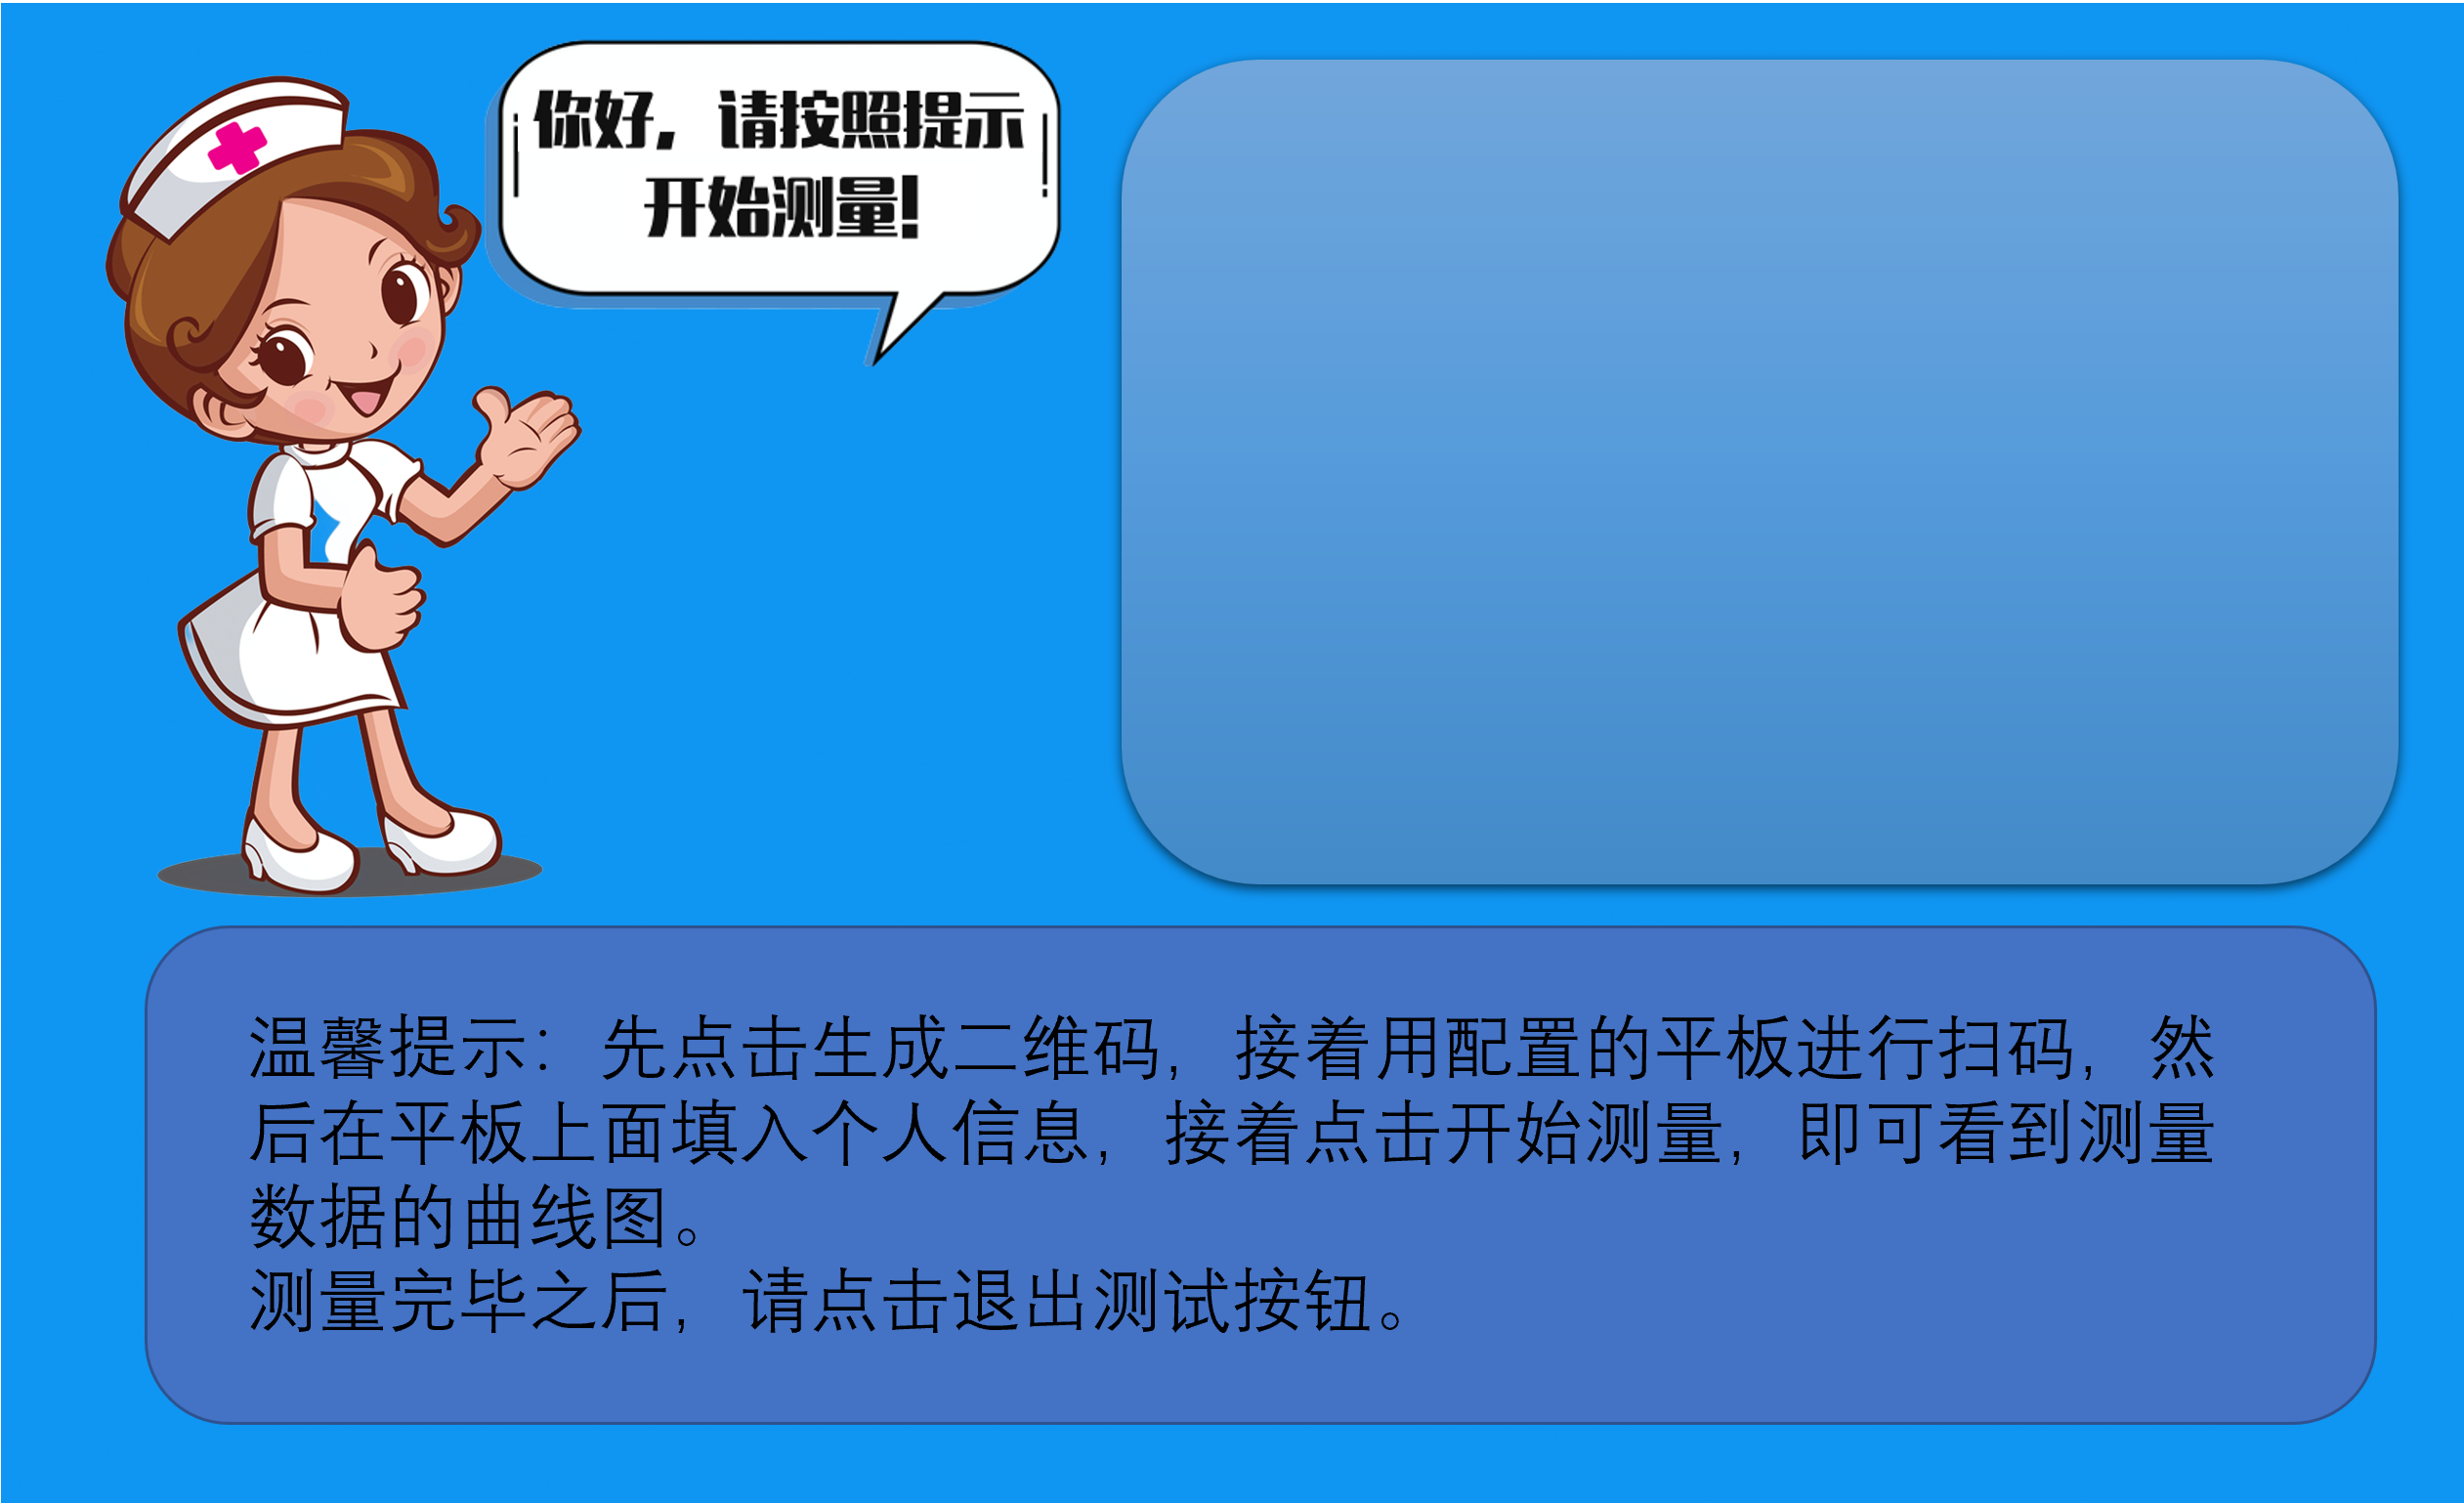 你好，请按照提示
开始测量！
温馨提示：先点击生成二维码，接着用配置的平板进行扫码，然
后在平板上面填入个人信息，接着点击开始测量，即可看到测量
数据的曲线图。
测量完毕之后，请点击退出测试按钮。